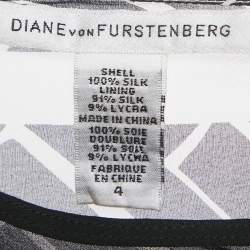 DIANE VON FURSTENBERG
SHELL
100% SILK
LINING
91% SILK
9% LYCRA
MADE IN CHINA
100% SOIE
DOUBLURE
91% SOIE
9% LYWCA
FABRIQUE
EN CHINE
4